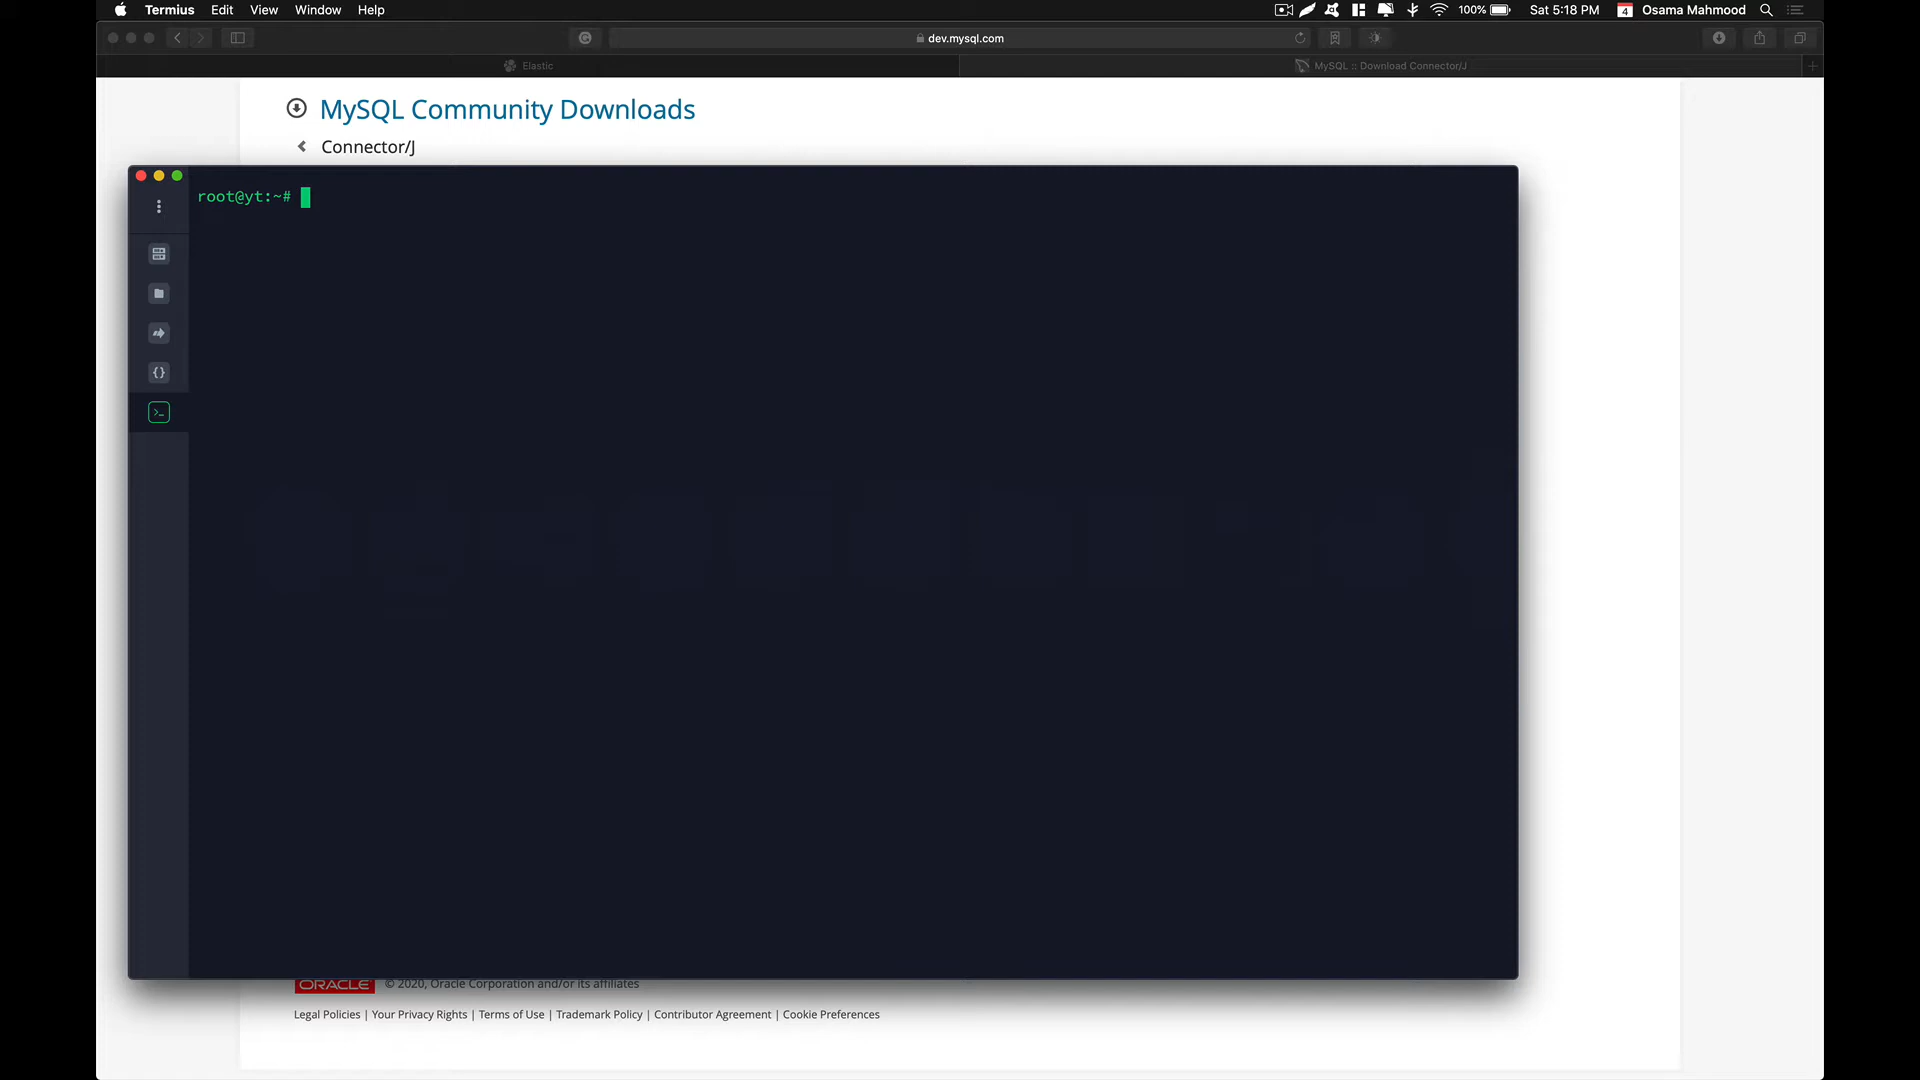 Termius Edit View Window Help 100% Sat 5:18 PM 4 Osama Mahmood
dev.mysql.com
Elastic
MySQL :: Download Connector/J
MySQL Community Downloads
Connector/J
root@yt:~#
ORACLE © 2020, Oracle Corporation and/or its affiliates
Legal Policies | Your Privacy Rights | Terms of Use | Trademark Policy | Contributor Agreement | Cookie Preferences